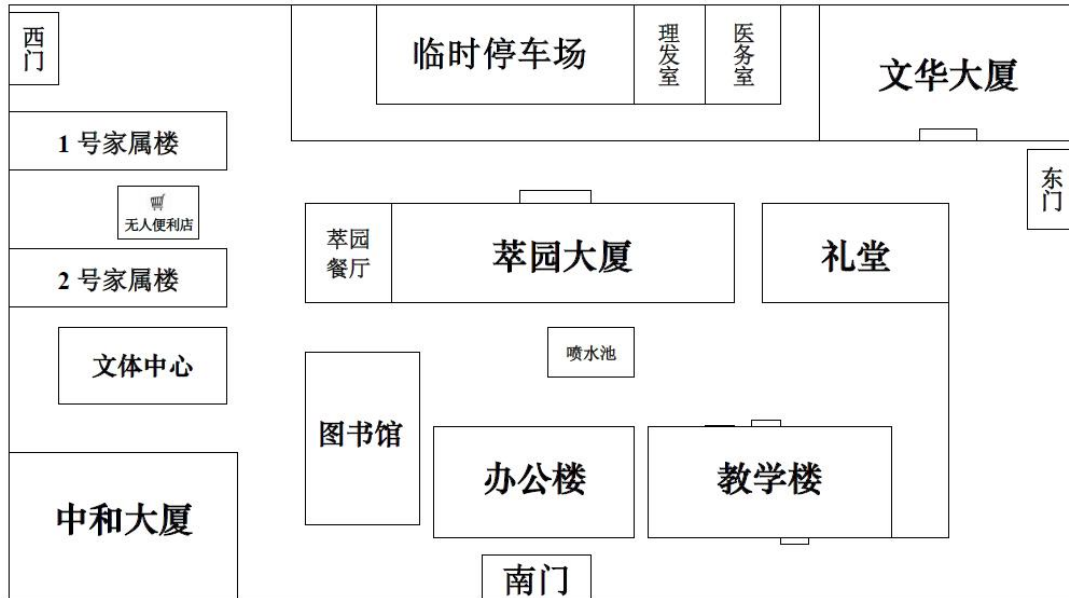 西门
临时停车场
理发室
医务室
文华大厦
1 号家属楼
东门
无人便利店
萃园
餐厅
萃园大厦
礼堂
2 号家属楼
喷水池
文体中心
图书馆
办公楼
教学楼
中和大厦
南门